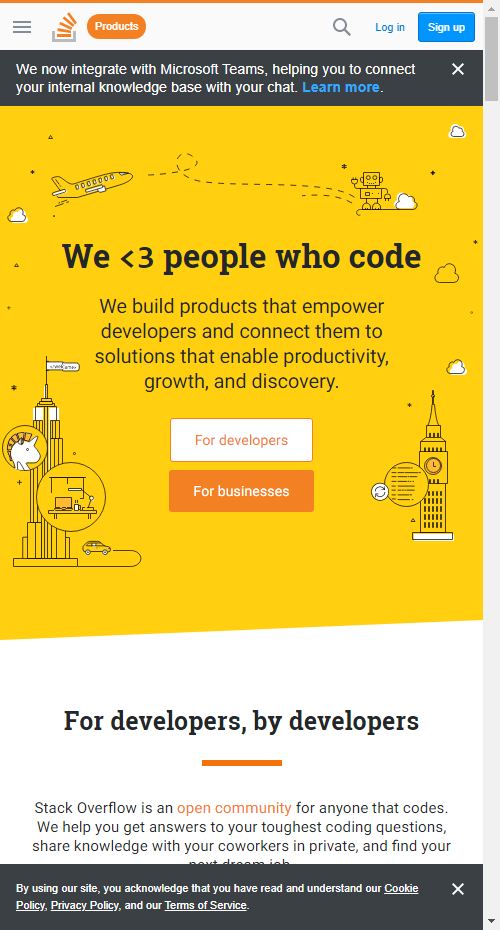 Products
Log in
Sign up
We now integrate with Microsoft Teams, helping you to connect
your internal knowledge base with your chat. Learn more.
We <3 people who code
We build products that empower
developers and connect them to
solutions that enable productivity,
growth, and discovery.
For developers
For businesses
For developers, by developers
Stack Overflow is an open community for anyone that codes.
We help you get answers to your toughest coding questions,
share knowledge with your coworkers in private, and find your
next dream job.
By using our site, you acknowledge that you have read and understand our Cookie
Policy, Privacy Policy, and our Terms of Service.